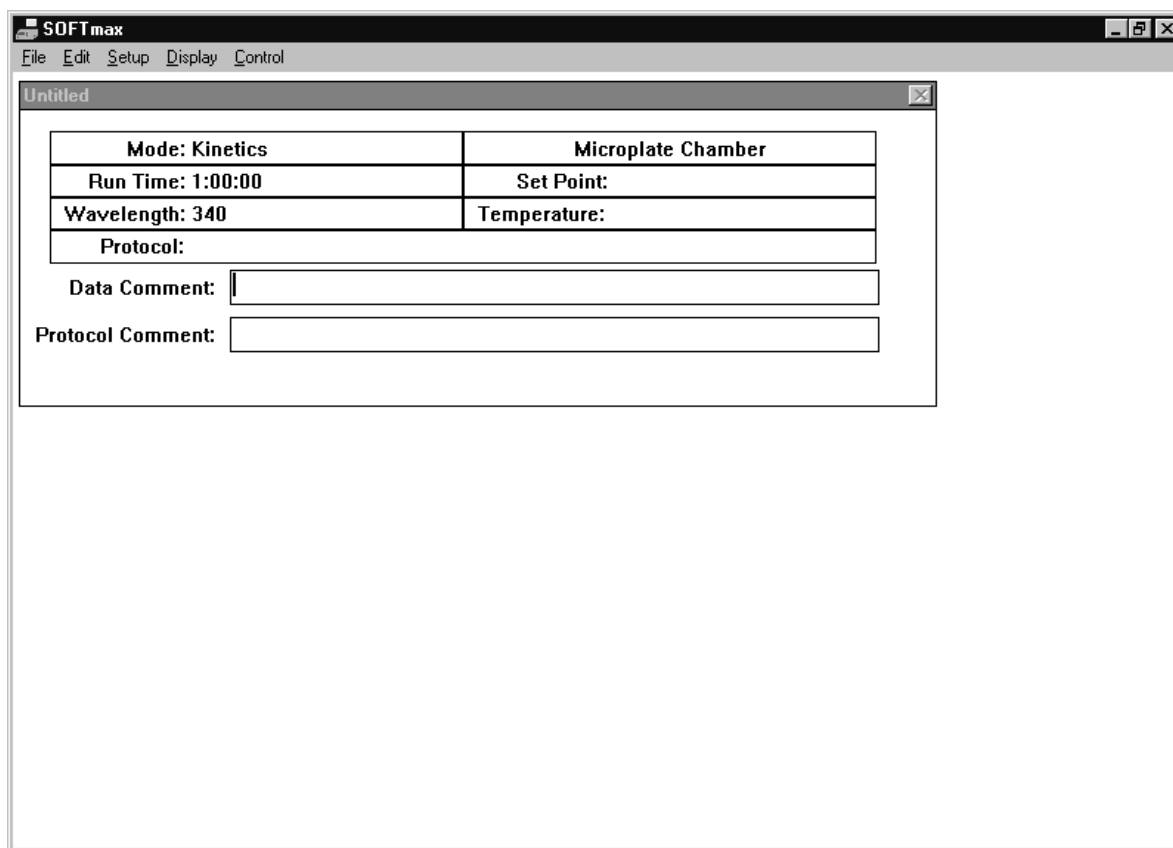 SOFTmax
File Edit Setup Display Control
Untitled
Mode: Kinetics Microplate Chamber
Run Time: 1:00:00 Set Point:
Wavelength: 340 Temperature:
Protocol:
Data Comment:
Protocol Comment: